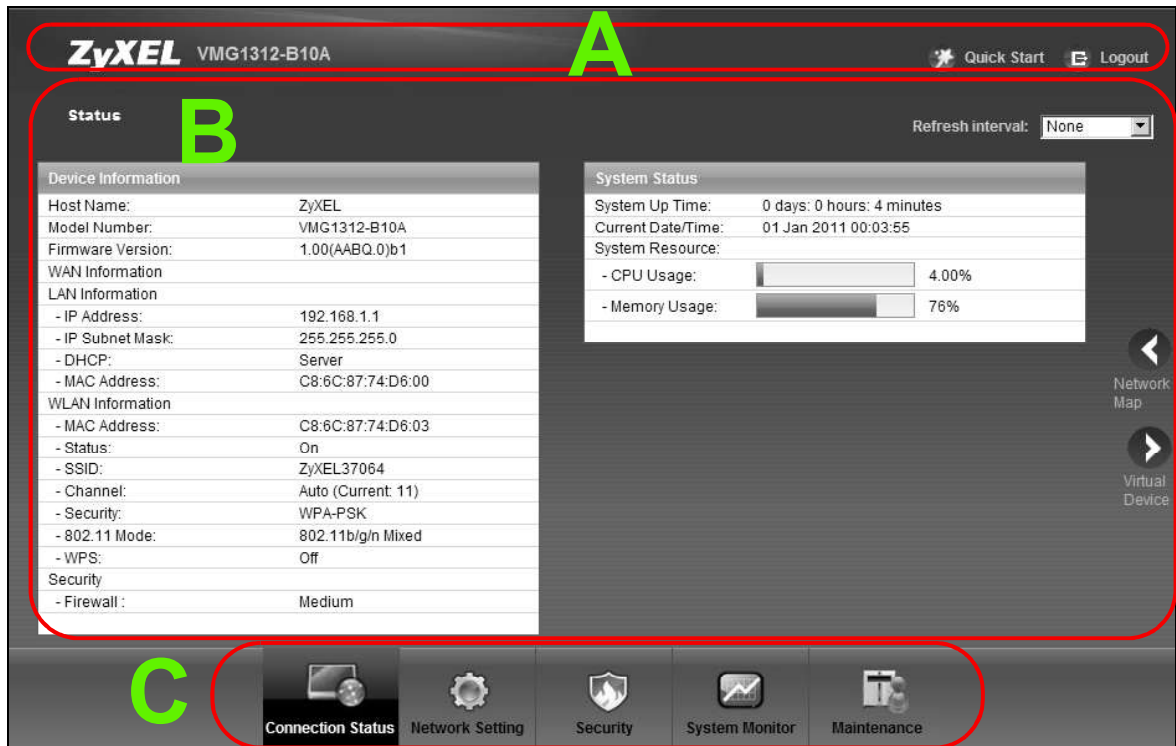 A
ZyXEL VMG1312-B10A
Quick Start
Logout
B
Status
Refresh interval: None
Device Information
Host Name: ZyXEL
Model Number: VMG1312-B10A
Firmware Version: 1.00(AABQ.0)b1
WAN Information
LAN Information
- IP Address: 192.168.1.1
- IP Subnet Mask: 255.255.255.0
- DHCP: Server
- MAC Address: C8:6C:87:74:D6:00
WLAN Information
- MAC Address: C8:6C:87:74:D6:03
- Status: On
- SSID: ZyXEL37064
- Channel: Auto (Current: 11)
- Security: WPA-PSK
- 802.11 Mode: 802.11b/g/n Mixed
- WPS: Off
Security
- Firewall : Medium
System Status
System Up Time: 0 days: 0 hours: 4 minutes
Current Date/Time: 01 Jan 2011 00:03:55
System Resource:
- CPU Usage: 4.00%
- Memory Usage: 76%
Network
Map
Virtual
Device
C
Connection Status
Network Setting
Security
System Monitor
Maintenance